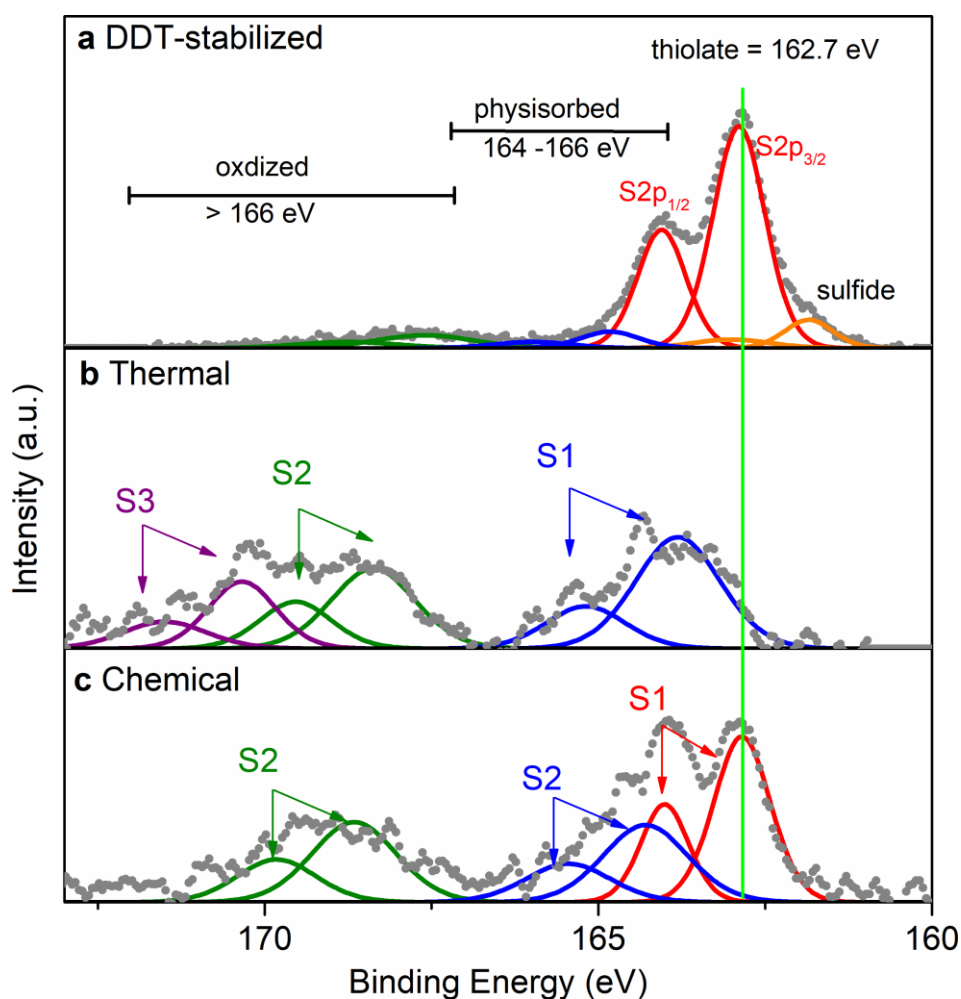 a DDT-stabilized
thiolate = 162.7 eV
physisorbed
164 -166 eV
oxdized
> 166 eV
S2p3/2
S2p1/2
sulfide
b Thermal
S1
S2
S3
c Chemical
S1
S2
S2
Intensity (a.u.)
170
165
160
Binding Energy (eV)